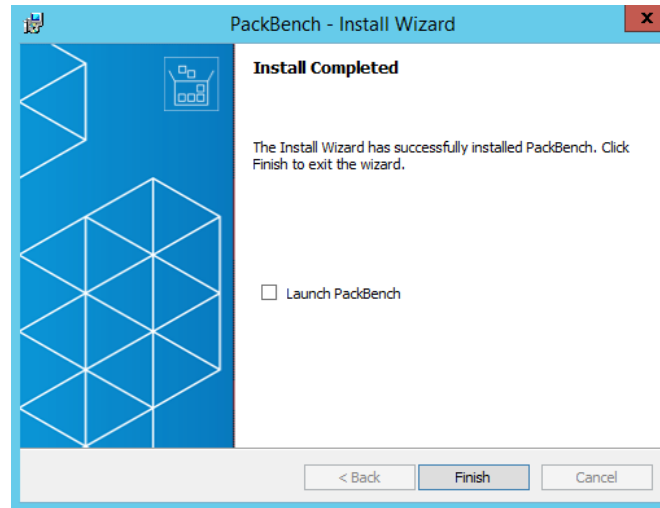 PackBench - Install Wizard
x
Install Completed
The Install Wizard has successfully installed PackBench. Click
Finish to exit the wizard.
Launch PackBench
< Back
Finish
Cancel